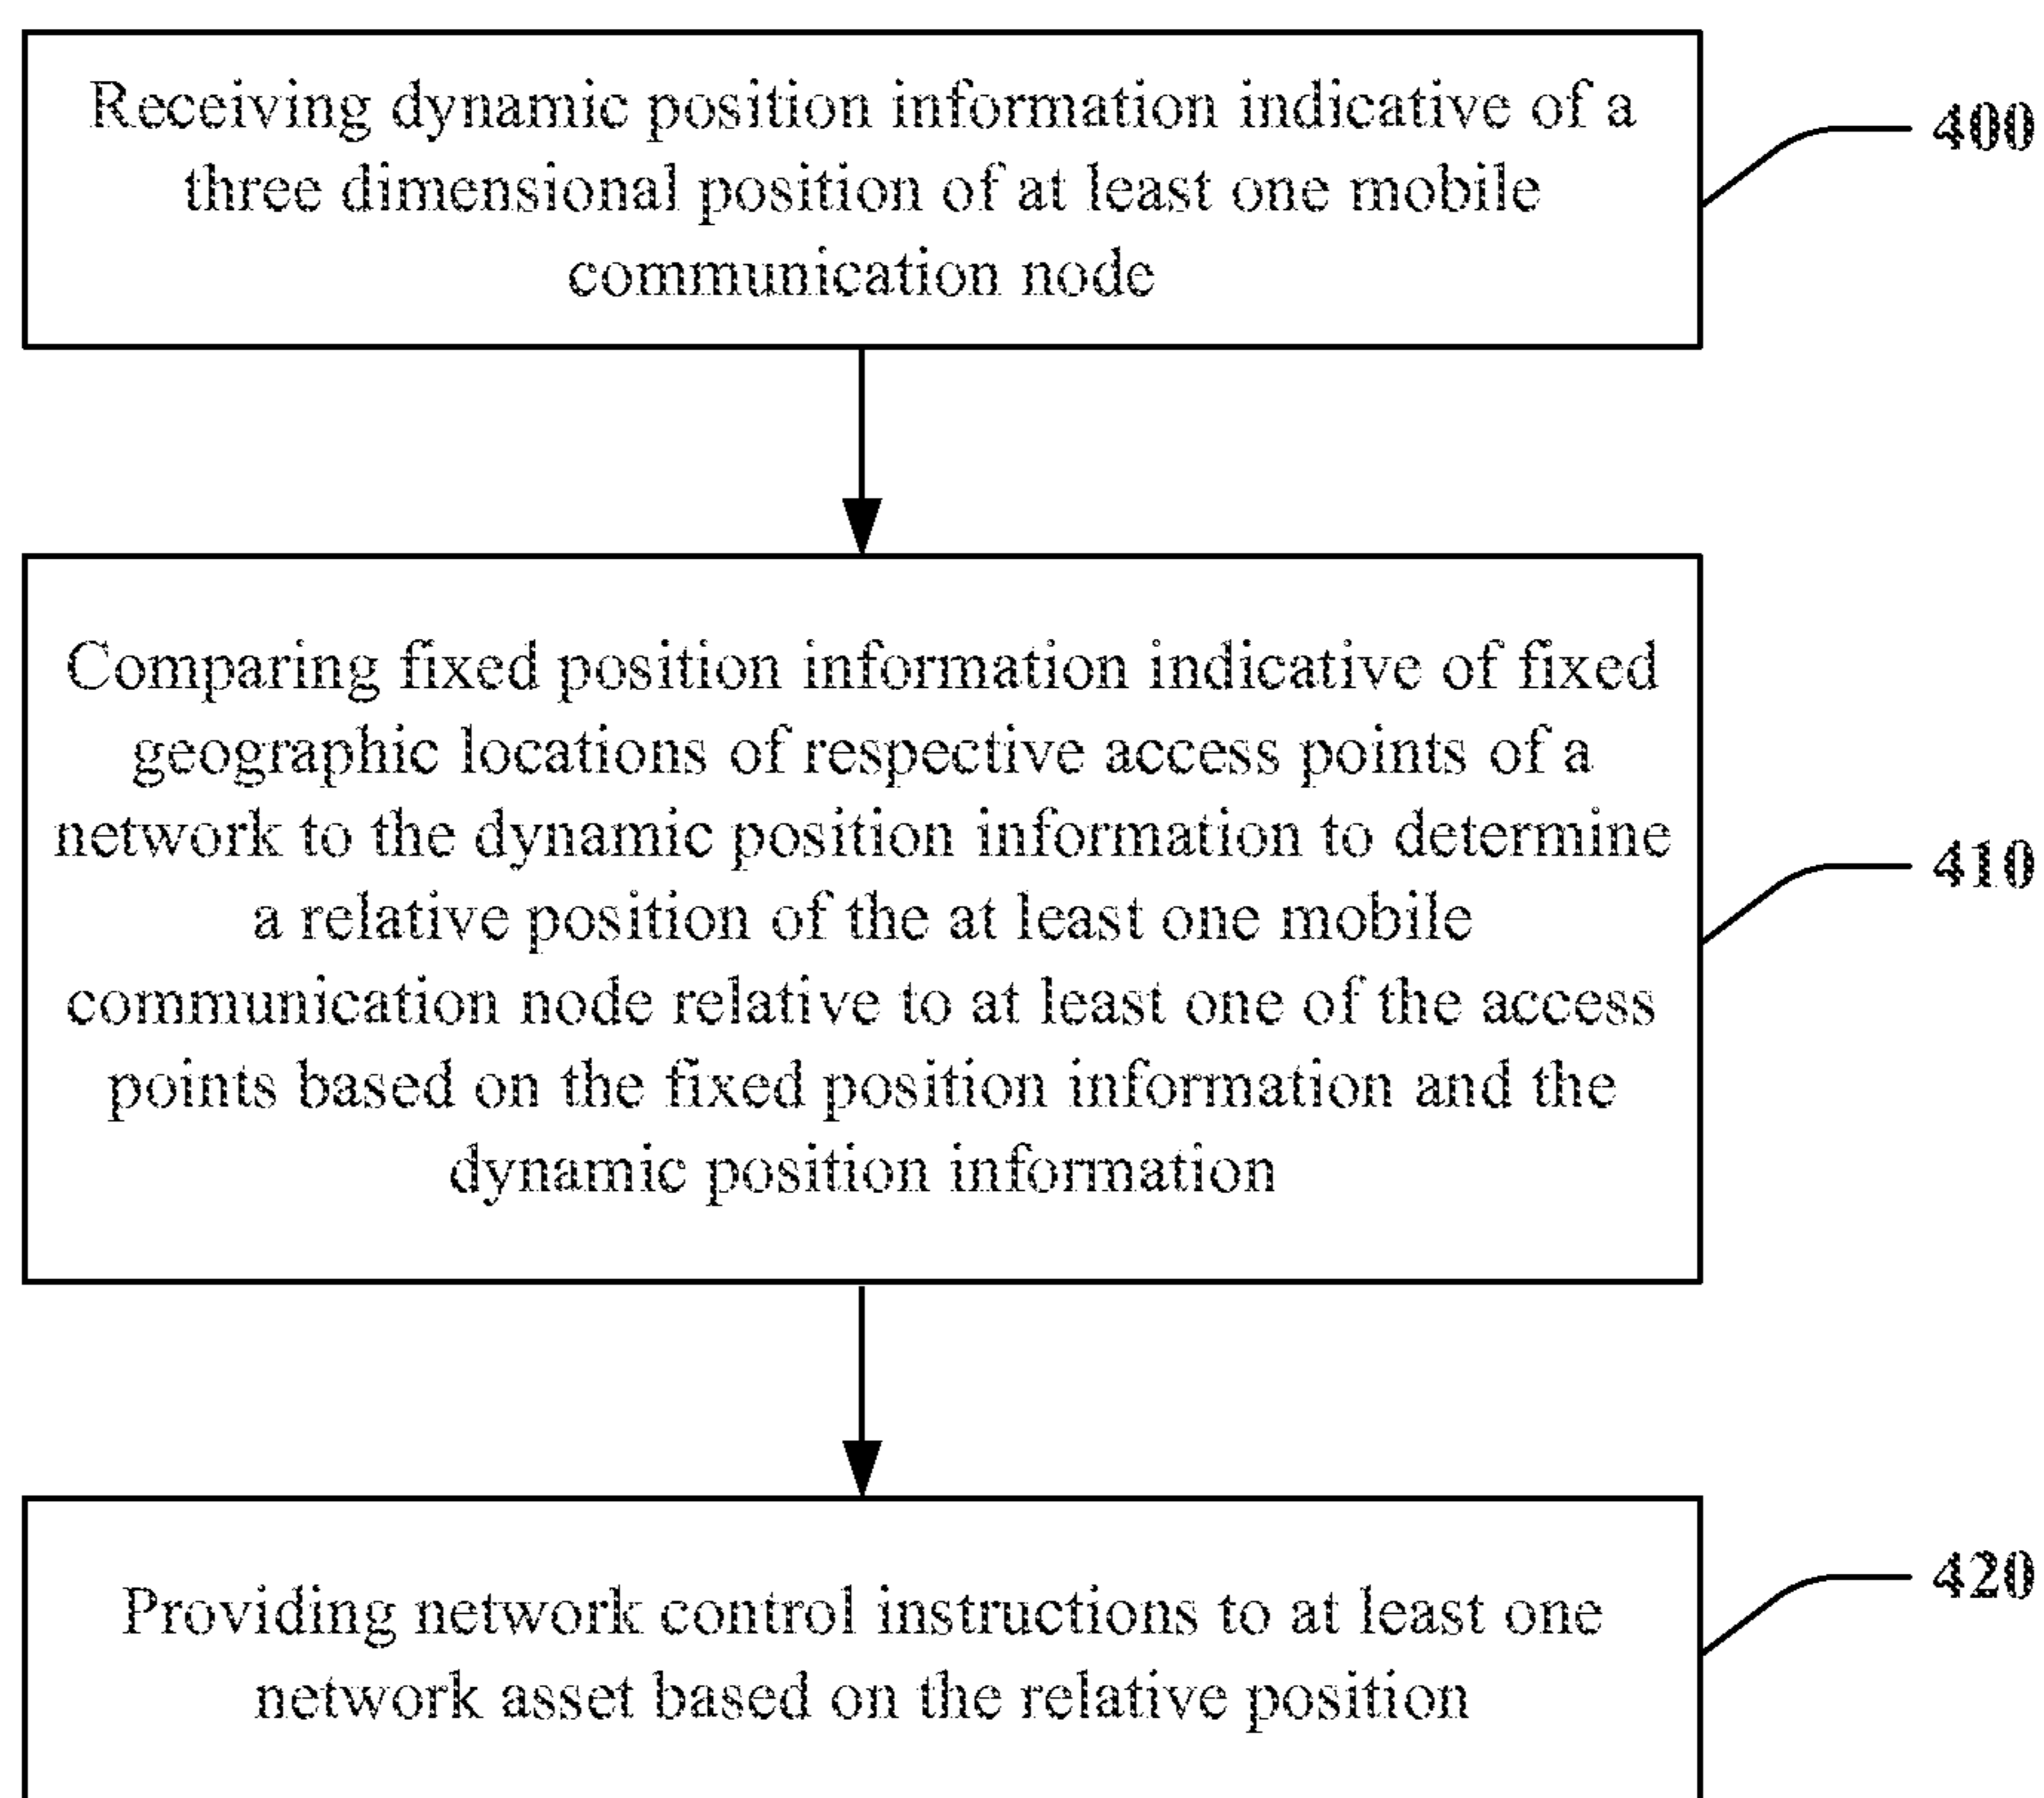 Receiving dynamic position information indicative of a
three dimensional position of at least one mobile
communication node
400
Comparing fixed position information indicative of fixed
geographic locations of respective access points of a
network to the dynamic position information to determine
a relative position of the at least one mobile
communication node relative to at least one of the access
points based on the fixed position information and the
dynamic position information
410
Providing network control instructions to at least one
network asset based on the relative position
420